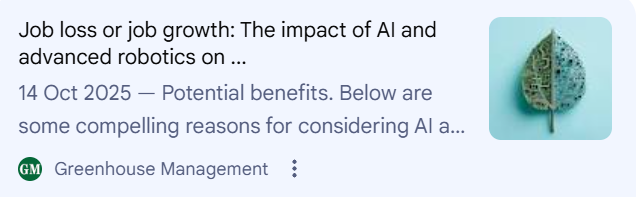 Job loss or job growth: The impact of AI and
advanced robotics on ...
14 Oct 2025 — Potential benefits. Below are
some compelling reasons for considering AI a...
GM Greenhouse Management